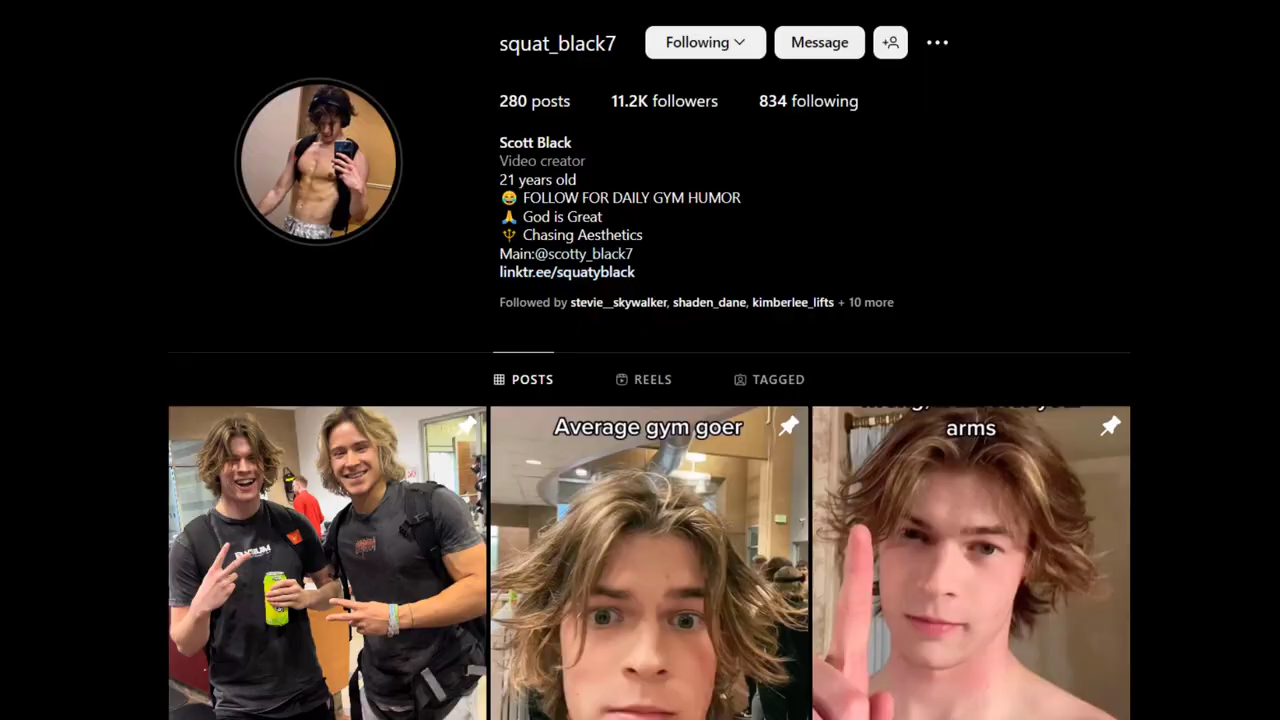 squat_black7 Following Message
280 posts 11.2K followers 834 following
Scott Black
Video creator
21 years old
😂 FOLLOW FOR DAILY GYM HUMOR
🙏 God is Great
🔱 Chasing Aesthetics
Main:@scotty_black7
linktr.ee/squatyblack
Followed by stevie__skywalker, shaden_dane, kimberlee_lifts + 10 more
POSTS REELS TAGGED
Average gym goer
arms